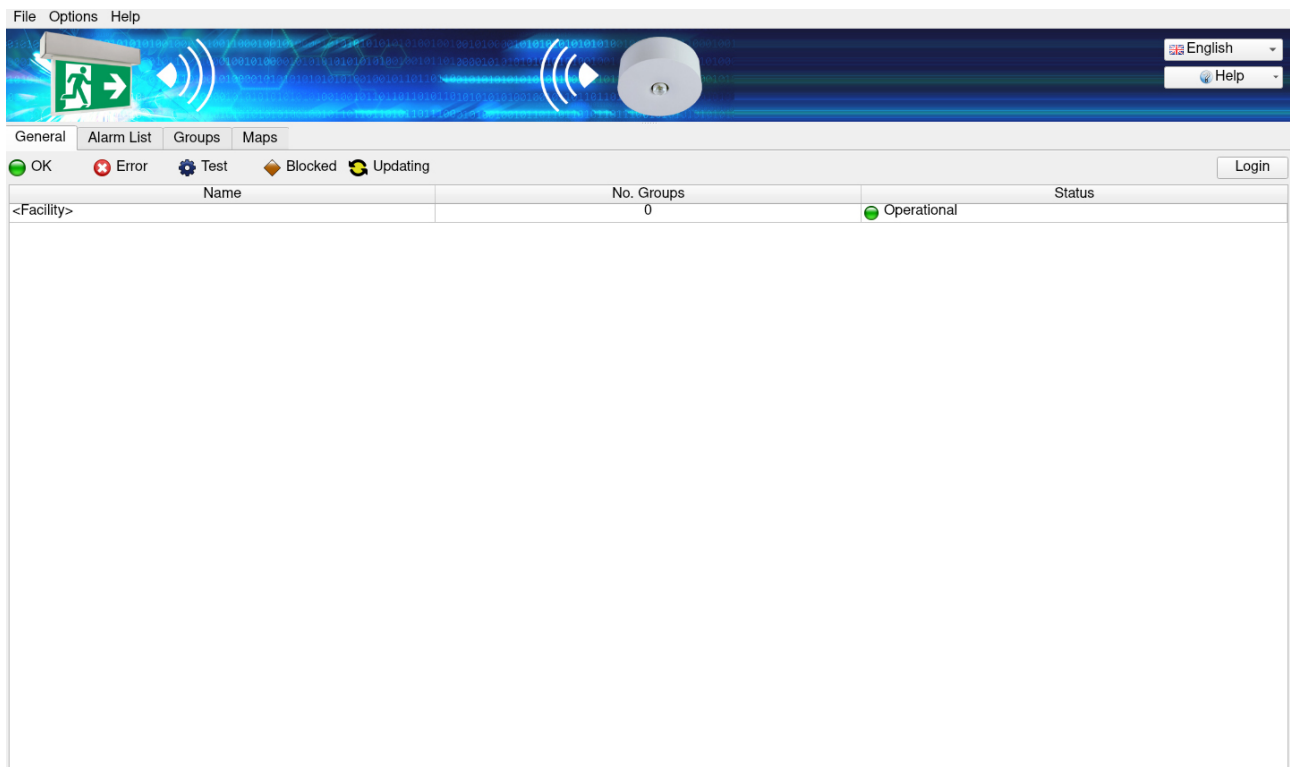 File Options Help
English
Help
General Alarm List Groups Maps
OK Error Test Blocked Updating Login
Name No. Groups Status
<Facility> 0 Operational